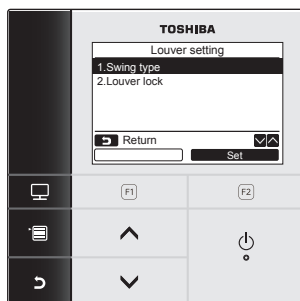 TOSHIBA
Louver setting
1.Swing type
2.Louver lock
Return
Set
F1
F2